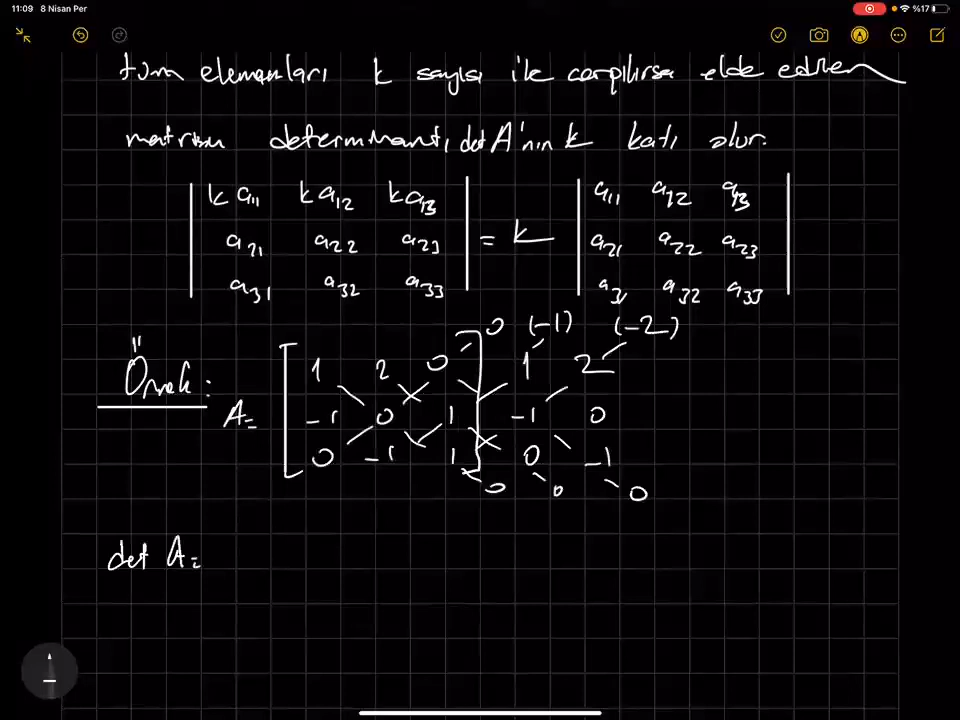 11:09 8 Nisan Per %17
tüm elemanları k sayısı ile çarpılırsa elde edilen
matrisin determinantı, det A'nın k katı olur.
k a11 k a12 k a13
a21 a22 a23
a31 a32 a33
= k
a11 a12 a13
a21 a22 a23
a31 a32 a33
Örnek:
A=
0 (-1) (-2)
1 2 0 1 2
-1 0 1 -1 0
0 -1 1 0 -1
0 0 0
det A=